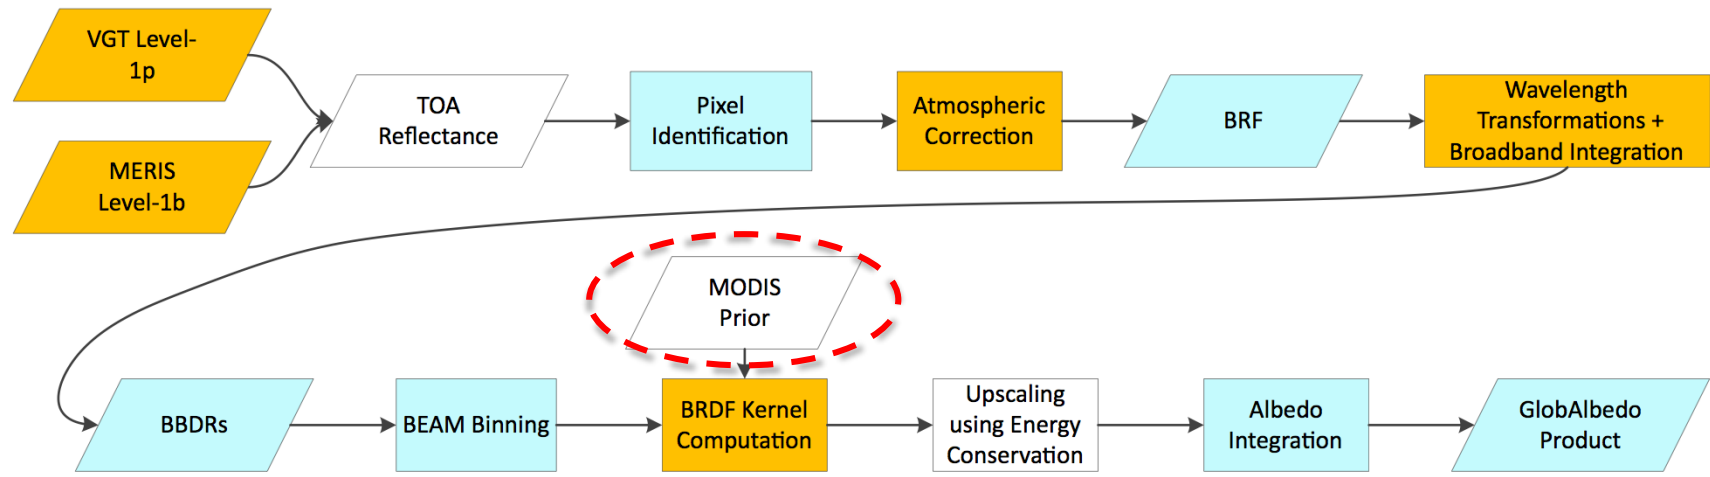 VGT Level-
1p
MERIS
Level-1b
TOA
Reflectance
Pixel
Identification
Atmospheric
Correction
BRF
Wavelength
Transformations +
Broadband Integration
MODIS
Prior
BBDRs
BEAM Binning
BRDF Kernel
Computation
Upscaling
using Energy
Conservation
Albedo
Integration
GlobAlbedo
Product